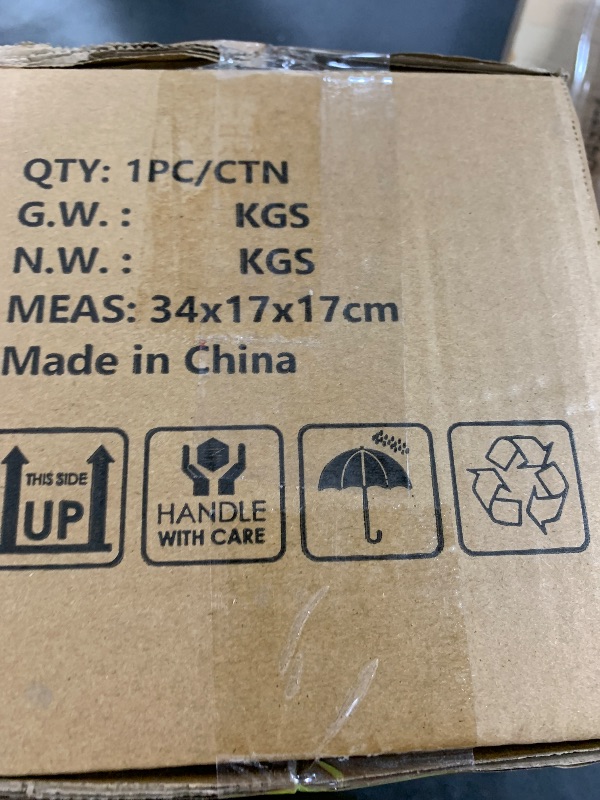 QTY: 1PC/CTN
G.W. : KGS
N.W. : KGS
MEAS: 34x17x17cm
Made in China
THIS SIDE
UP
HANDLE
WITH CARE